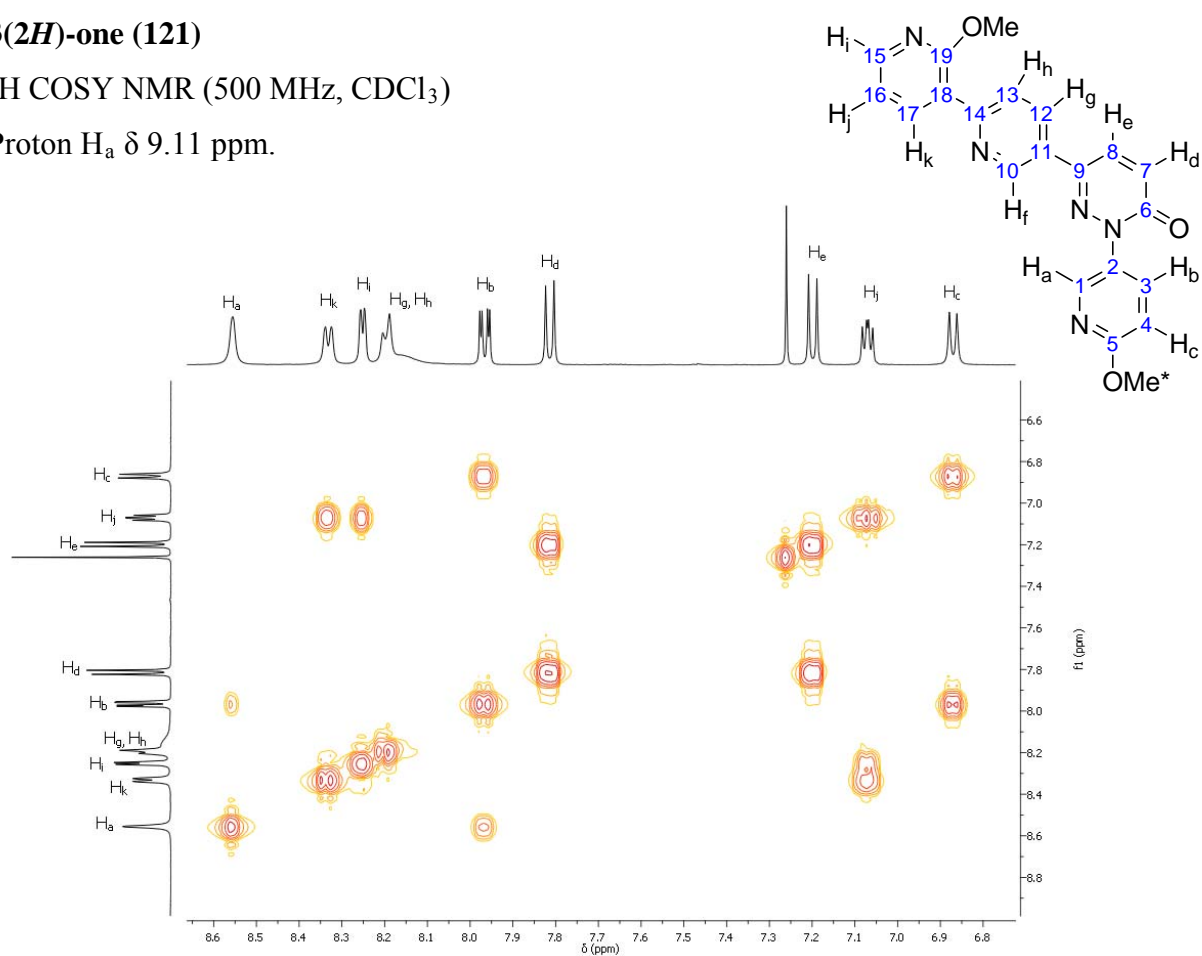 3(2H)-one (121)
H COSY NMR (500 MHz, CDCl₃)
Proton Hₐ δ 9.11 ppm.
Hi 15 N 19 OMe
Hj 16 17 18
Hk
14 13 Hh
12 Hg
N 10 11
Hf
9 8 He
7 Hd
N N 6 O
Ha 1 2 3 Hb
N 5 4 Hc
OMe*
Ha Hk Hi Hg, Hh Hb Hd He Hj Hc
Hc
Hj
He
Hd
Hb
Hg, Hh
Hi
Hk
Ha
6.6
6.8
7.0
7.2
7.4
7.6
7.8
8.0
8.2
8.4
8.6
8.8
f1 (ppm)
8.6 8.5 8.4 8.3 8.2 8.1 8.0 7.9 7.8 7.7 7.6 7.5 7.4 7.3 7.2 7.1 7.0 6.9 6.8
δ (ppm)